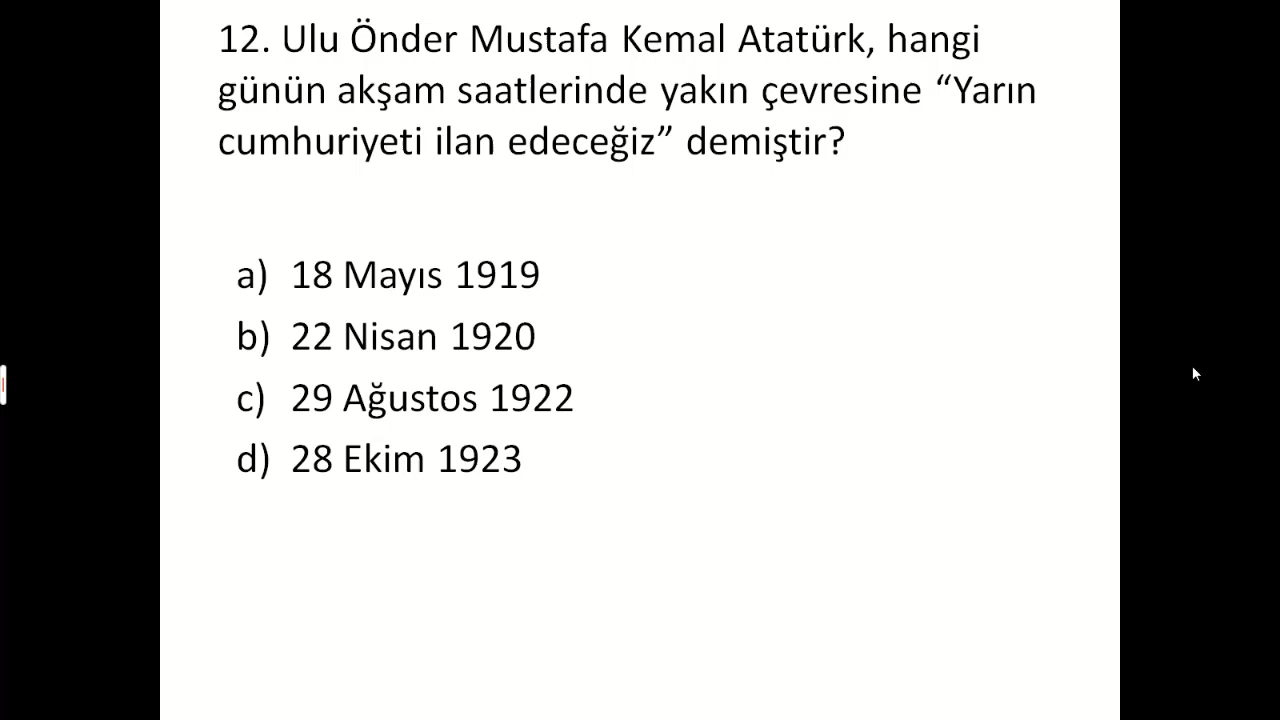 12. Ulu Önder Mustafa Kemal Atatürk, hangi
günün akşam saatlerinde yakın çevresine “Yarın
cumhuriyeti ilan edeceğiz” demiştir?
a) 18 Mayıs 1919
b) 22 Nisan 1920
c) 29 Ağustos 1922
d) 28 Ekim 1923